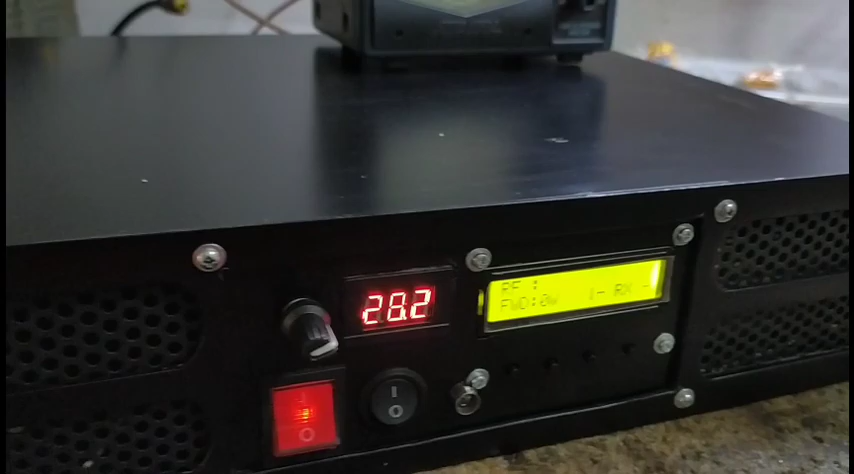 28.2
RF :
FWD:0w |- RX -
I
O
I
O